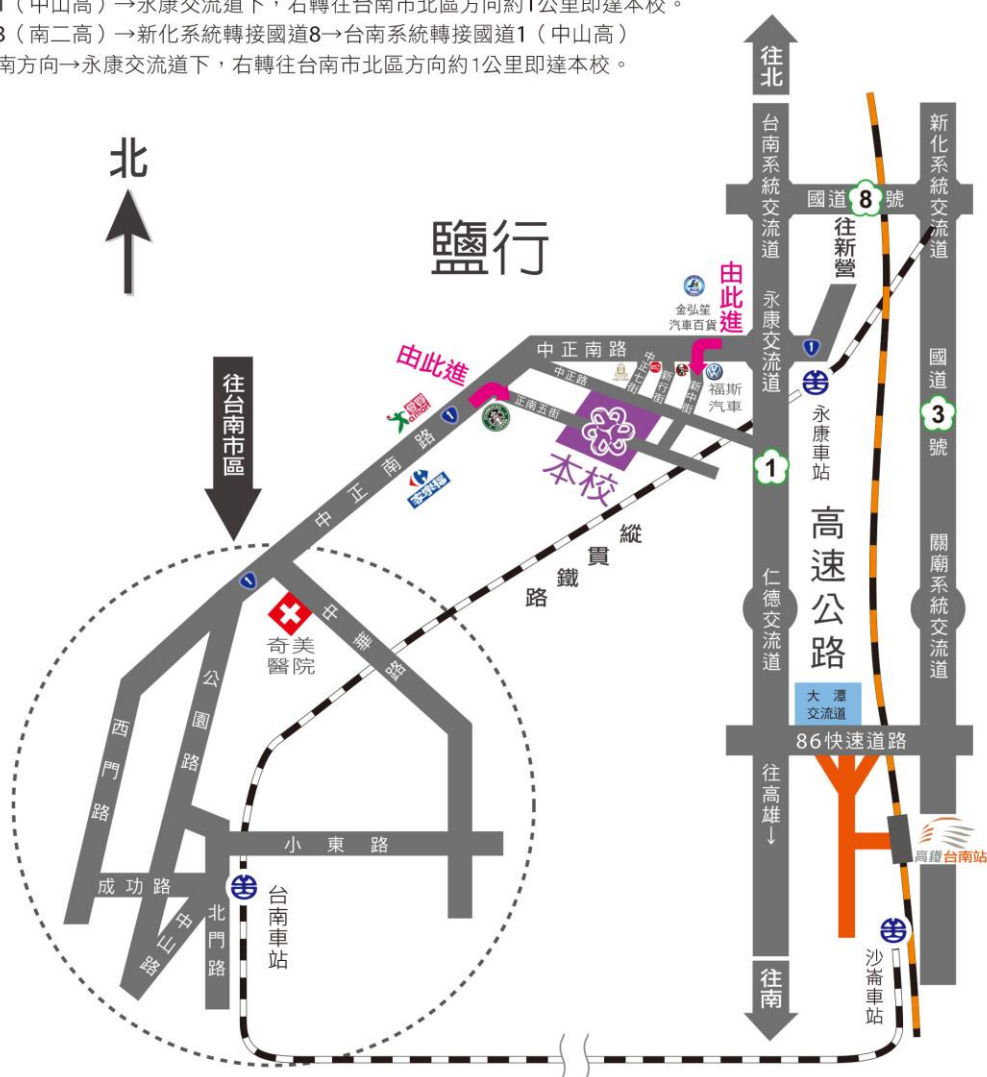 1（中山高）→永康交流道下，右轉往台南市北區方向約1公里即達本校。
3（南二高）→新化系統轉接國道8→台南系統轉接國道1（中山高）
南方向→永康交流道下，右轉往台南市北區方向約1公里即達本校。
往北
北
台南系統交流道
新化系統交流道
國道8號
往新營
鹽行
由此進
金弘笙
汽車百貨
永康交流道
1
中正南路
由此進
中正路
中正七街
新行街
新中街
福斯
汽車
國道3號
往台南市區
1
正南五街
永康車站
中正南路
家樂福
本校
1
高速公路
縱貫鐵路
仁德交流道
關廟系統交流道
1
奇美
醫院
中華路
公園路
大潭
交流道
西門路
86快速道路
往高雄↓
小東路
高鐵台南站
成功路
台南車站
北門路
中山路
沙崙車站
往南